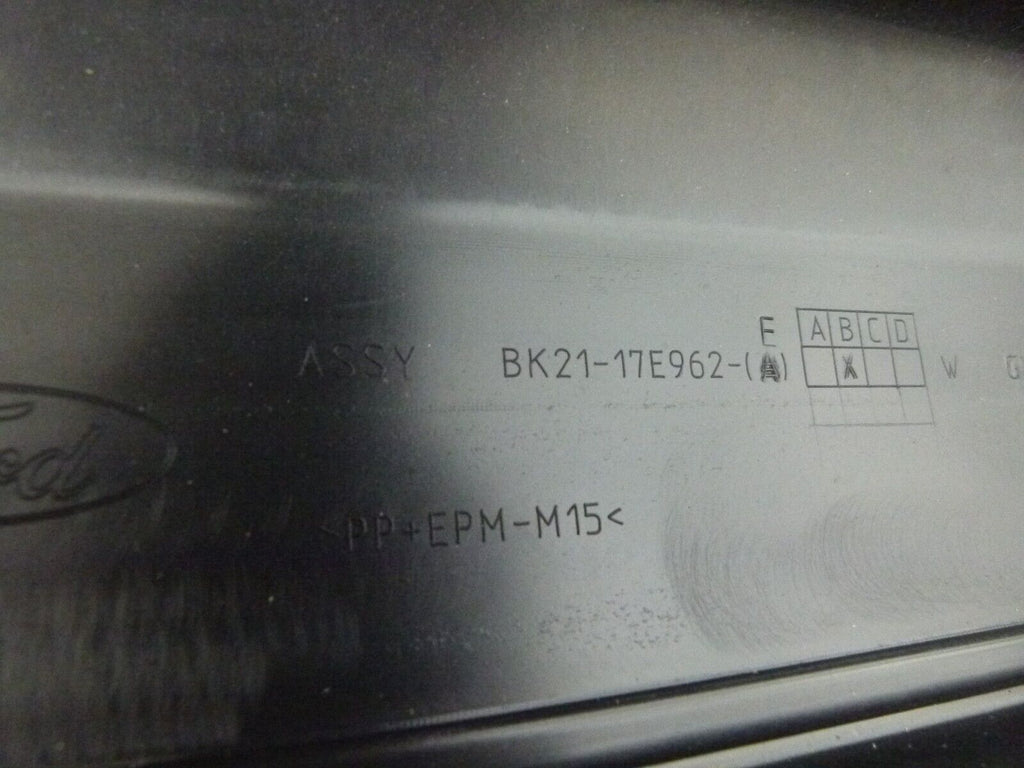 E A B C D
ASSY BK21-17E962-( ) X W
PP+EPM-M15<